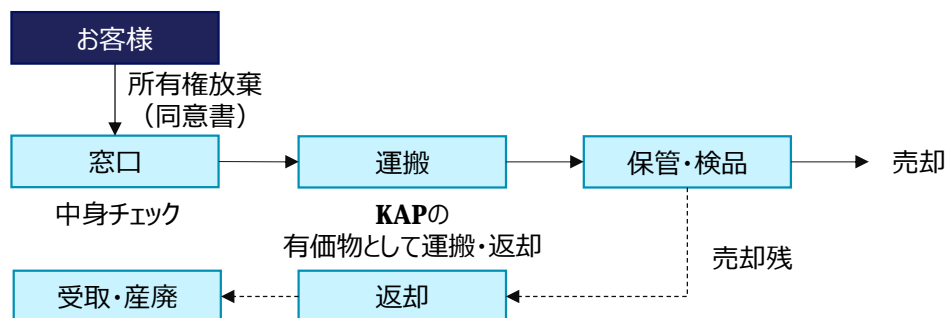 お客様
所有権放棄
（同意書）
窓口
運搬
保管・検品
売却
中身チェック
KAPの
有価物として運搬・返却
売却残
受取・産廃
返却